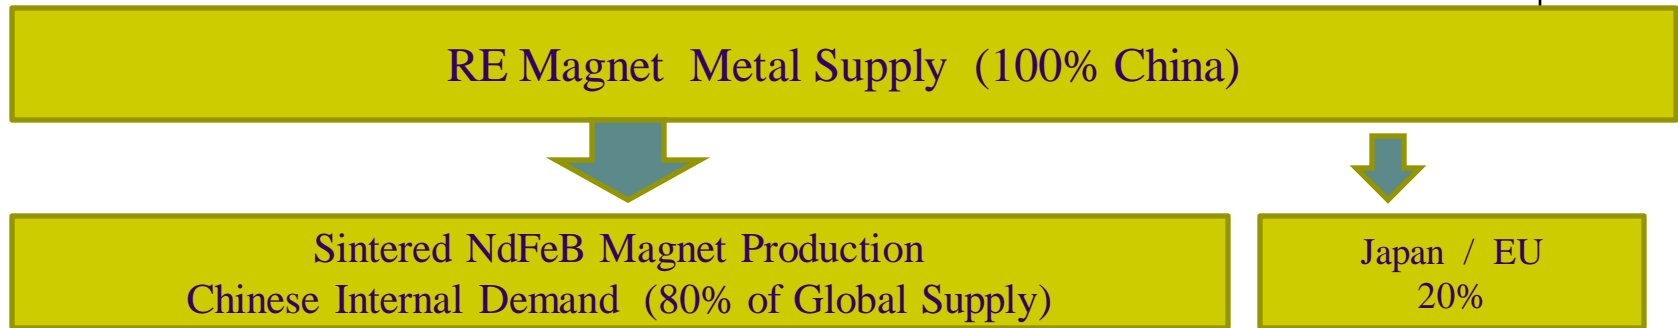 RE Magnet Metal Supply (100% China)
Sintered NdFeB Magnet Production
Chinese Internal Demand (80% of Global Supply)
Japan / EU
20%